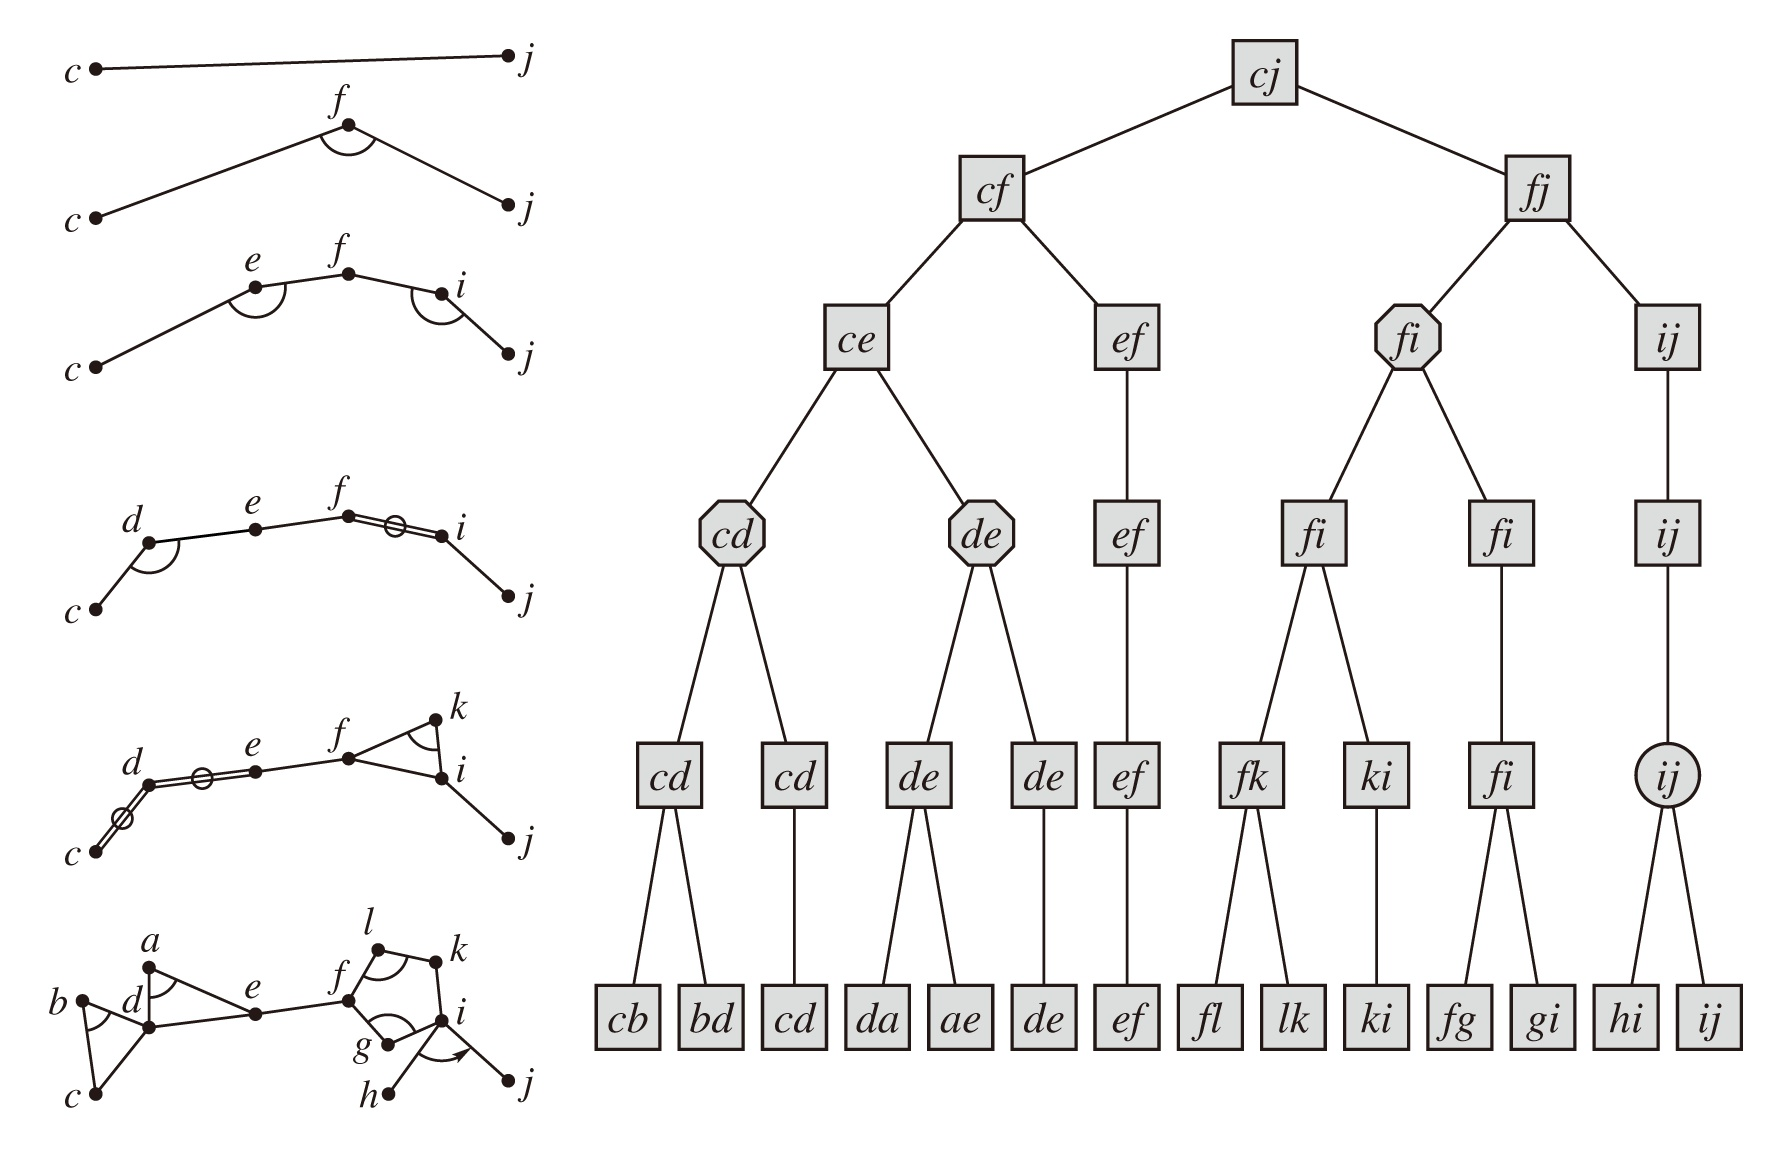 c j
f
c j
e f i
c j
d e f i
c j
d e f k i
c j
a b d e f l k i
g
c h j
cj
cf fj
ce ef fi ij
cd de ef fi fi ij
cd cd de de ef fk ki fi ij
cb bd cd da ae de ef fl lk ki fg gi hi ij